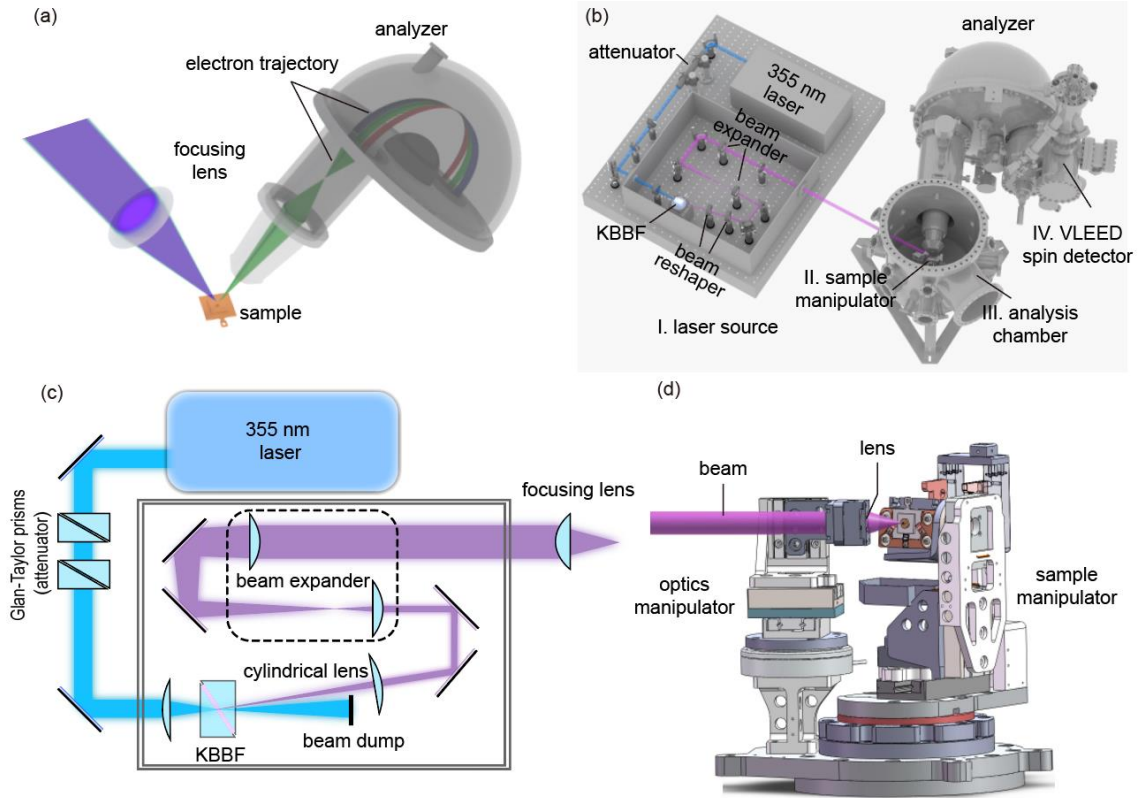 (a)
analyzer
electron trajectory
focusing
lens
sample
(b)
analyzer
attenuator
355 nm
laser
beam
expander
KBBF
beam
reshaper
I. laser source
II. sample
manipulator
III. analysis
chamber
IV. VLEED
spin detector
(c)
355 nm
laser
Glan-Taylor prisms
(attenuator)
focusing lens
beam expander
cylindrical lens
beam dump
KBBF
(d)
beam
lens
optics
manipulator
sample
manipulator